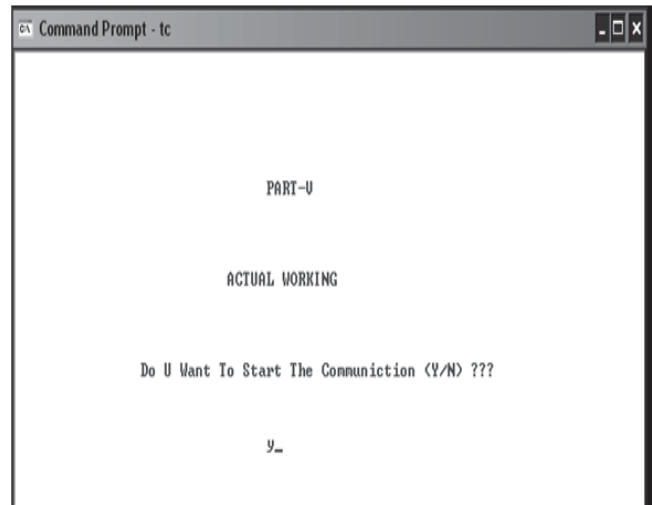 Command Prompt - tc
PART-V
ACTUAL WORKING
Do U Want To Start The Communiction (Y/N) ???
y_